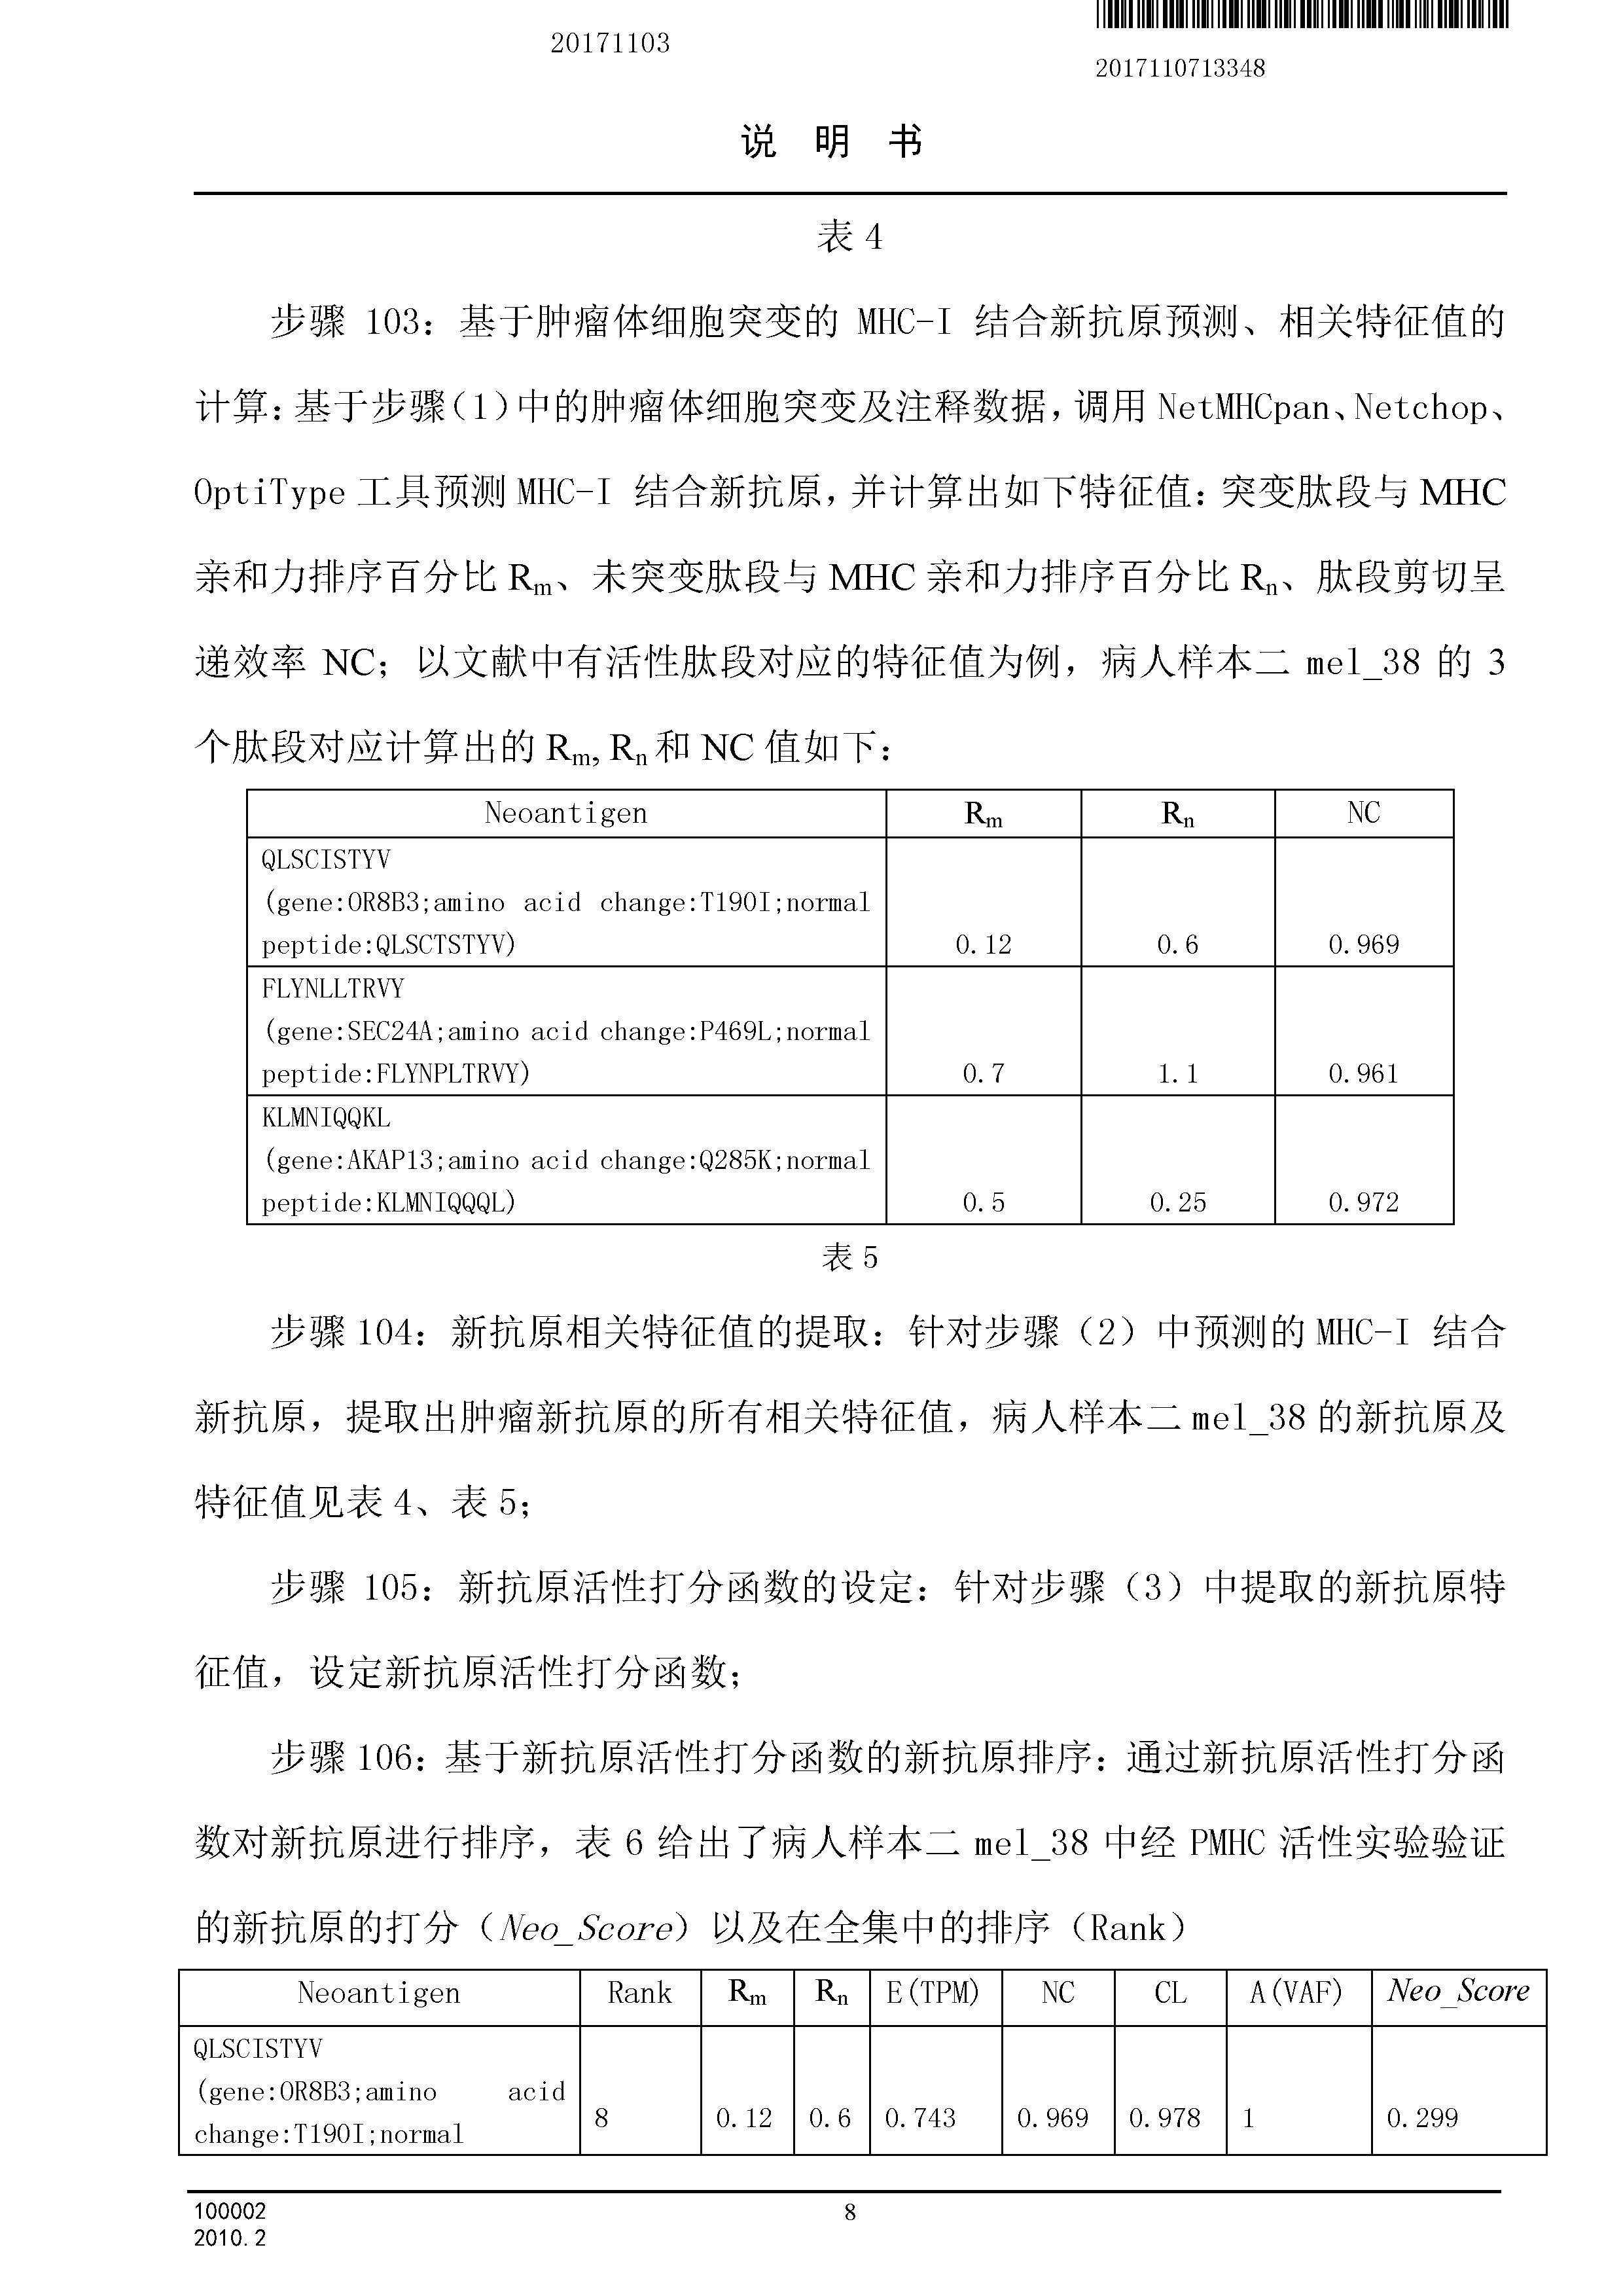 20171103
2017110713348
说 明 书
表 4
步骤 103：基于肿瘤体细胞突变的 MHC-I 结合新抗原预测、相关特征值的
计算：基于步骤（1）中的肿瘤体细胞突变及注释数据，调用 NetMHCpan、Netchop、
OptiType 工具预测 MHC-I 结合新抗原，并计算出如下特征值：突变肽段与 MHC
亲和力排序百分比 Rm、未突变肽段与 MHC 亲和力排序百分比 Rn、肽段剪切呈
递效率 NC；以文献中有活性肽段对应的特征值为例，病人样本二 mel_38 的 3
个肽段对应计算出的 Rm, Rn 和 NC 值如下：
Neoantigen Rm Rn NC
QLSCISTYV
(gene:OR8B3;amino acid change:T190I;normal
peptide:QLSCTSTYV) 0.12 0.6 0.969
FLYNLLTRVY
(gene:SEC24A;amino acid change:P469L;normal
peptide:FLYNPLTRVY) 0.7 1.1 0.961
KLMNIQQKL
(gene:AKAP13;amino acid change:Q285K;normal
peptide:KLMNIQQQL) 0.5 0.25 0.972
表 5
步骤 104：新抗原相关特征值的提取：针对步骤（2）中预测的 MHC-I 结合
新抗原，提取出肿瘤新抗原的所有相关特征值，病人样本二 mel_38 的新抗原及
特征值见表 4、表 5；
步骤 105：新抗原活性打分函数的设定：针对步骤（3）中提取的新抗原特
征值，设定新抗原活性打分函数；
步骤 106：基于新抗原活性打分函数的新抗原排序：通过新抗原活性打分函
数对新抗原进行排序，表 6 给出了病人样本二 mel_38 中经 PMHC 活性实验验证
的新抗原的打分（Neo_Score）以及在全集中的排序（Rank）
Neoantigen Rank Rm Rn E(TPM) NC CL A(VAF) Neo_Score
QLSCISTYV
(gene:OR8B3;amino acid
change:T190I;normal 8 0.12 0.6 0.743 0.969 0.978 1 0.299
100002
2010.2
8